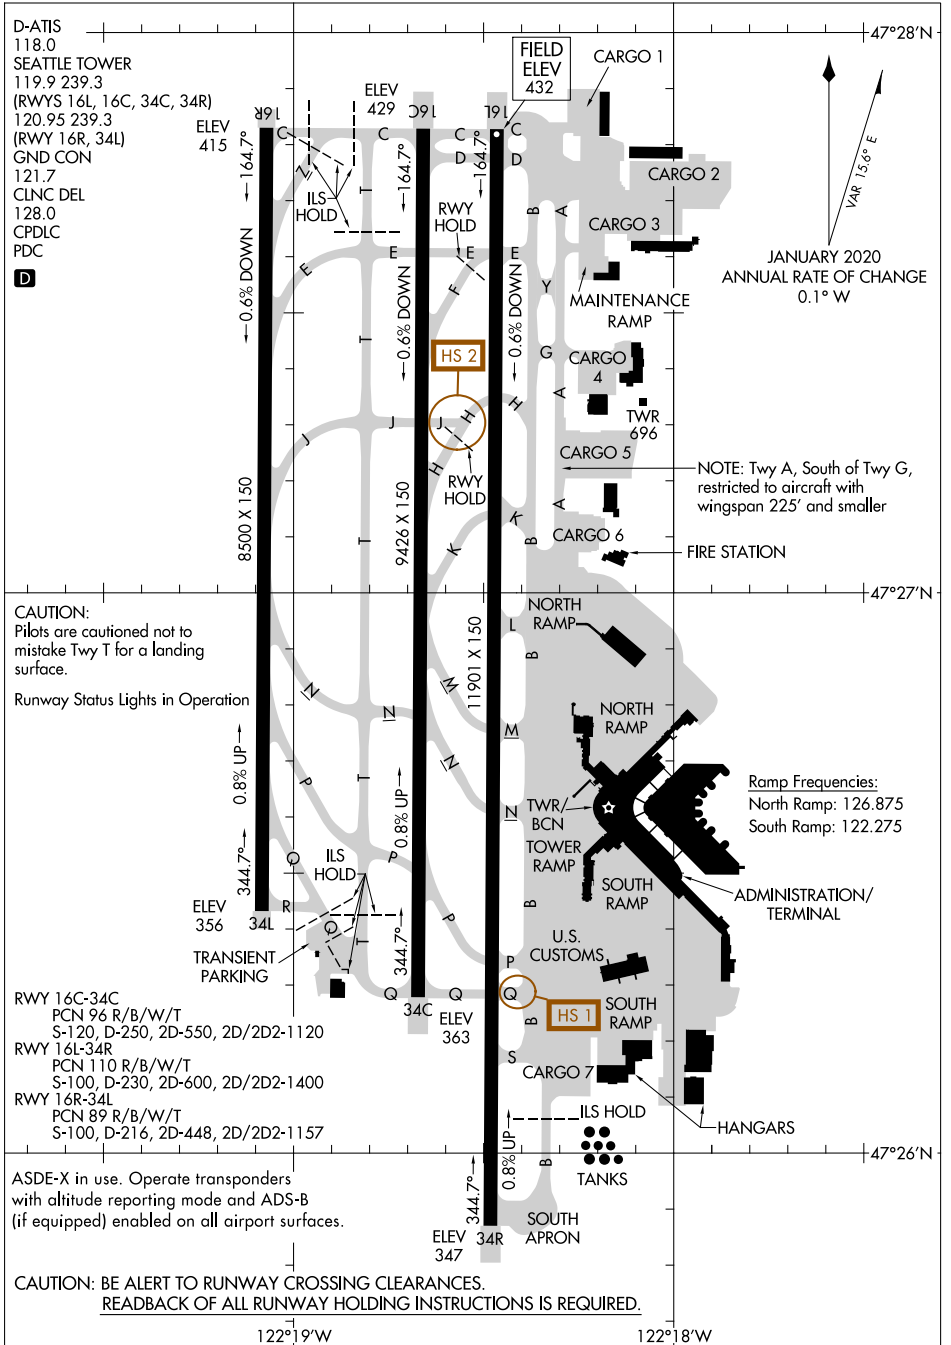 D-ATIS
118.0
SEATTLE TOWER
119.9 239.3
(RWYS 16L, 16C, 34C, 34R)
120.95 239.3
(RWY 16R, 34L)
GND CON
121.7
CLNC DEL
128.0
CPDLC
PDC
D
47°28'N
FIELD
ELEV
432
CARGO 1
ELEV
429
ELEV
415
16R
16C
16L
C
C
C
C
D
D
164.7°
164.7°
164.7°
Z
ILS
HOLD
T
RWY
HOLD
B
A
CARGO 2
CARGO 3
VAR 15.6° E
JANUARY 2020
ANNUAL RATE OF CHANGE
0.1° W
E
E
E
E
F
Y
0.6% DOWN
0.6% DOWN
0.6% DOWN
MAINTENANCE
RAMP
T
HS 2
G
CARGO
4
A
TWR
696
J
J
J
H
H
H
RWY
HOLD
CARGO 5
NOTE: Twy A, South of Twy G,
restricted to aircraft with
wingspan 225' and smaller
8500 X 150
9426 X 150
T
K
K
A
B
CARGO 6
FIRE STATION
47°27'N
CAUTION:
Pilots are cautioned not to
mistake Twy T for a landing
surface.
Runway Status Lights in Operation
11901 X 150
NORTH
RAMP
L
B
N
N
M
M
N
N
NORTH
RAMP
0.8% UP
0.8% UP
P
T
TWR/
BCN
TOWER
RAMP
Ramp Frequencies:
North Ramp: 126.875
South Ramp: 122.275
344.7°
Q
ILS
HOLD
P
SOUTH
RAMP
ADMINISTRATION/
TERMINAL
ELEV
356
34L
R
Q
T
P
B
344.7°
TRANSIENT
PARKING
U.S.
CUSTOMS
P
Q
Q
Q
34C
ELEV
363
HS 1
B
SOUTH
RAMP
RWY 16C-34C
PCN 96 R/B/W/T
S-120, D-250, 2D-550, 2D/2D2-1120
RWY 16L-34R
PCN 110 R/B/W/T
S-100, D-230, 2D-600, 2D/2D2-1400
RWY 16R-34L
PCN 89 R/B/W/T
S-100, D-216, 2D-448, 2D/2D2-1157
S
CARGO 7
HANGARS
ILS HOLD
TANKS
0.8% UP
344.7°
B
47°26'N
ASDE-X in use. Operate transponders
with altitude reporting mode and ADS-B
(if equipped) enabled on all airport surfaces.
ELEV
347
34R
SOUTH
APRON
CAUTION: BE ALERT TO RUNWAY CROSSING CLEARANCES.
READBACK OF ALL RUNWAY HOLDING INSTRUCTIONS IS REQUIRED.
122°19'W
122°18'W